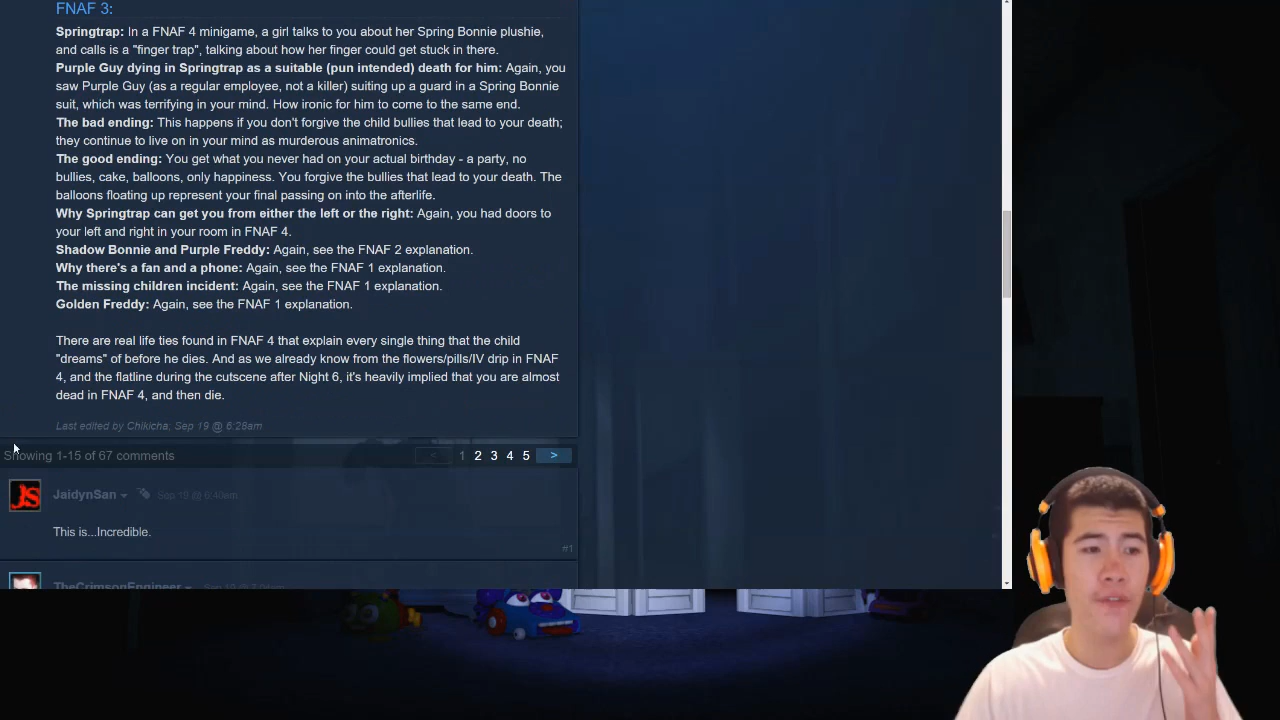 FNAF 3:
Springtrap: In a FNAF 4 minigame, a girl talks to you about her Spring Bonnie plushie,
and calls is a "finger trap", talking about how her finger could get stuck in there.
Purple Guy dying in Springtrap as a suitable (pun intended) death for him: Again, you
saw Purple Guy (as a regular employee, not a killer) suiting up a guard in a Spring Bonnie
suit, which was terrifying in your mind. How ironic for him to come to the same end.
The bad ending: This happens if you don't forgive the child bullies that lead to your death;
they continue to live on in your mind as murderous animatronics.
The good ending: You get what you never had on your actual birthday - a party, no
bullies, cake, balloons, only happiness. You forgive the bullies that lead to your death. The
balloons floating up represent your final passing on into the afterlife.
Why Springtrap can get you from either the left or the right: Again, you had doors to
your left and right in your room in FNAF 4.
Shadow Bonnie and Purple Freddy: Again, see the FNAF 2 explanation.
Why there's a fan and a phone: Again, see the FNAF 1 explanation.
The missing children incident: Again, see the FNAF 1 explanation.
Golden Freddy: Again, see the FNAF 1 explanation.
There are real life ties found in FNAF 4 that explain every single thing that the child
"dreams" of before he dies. And as we already know from the flowers/pills/IV drip in FNAF
4, and the flatline during the cutscene after Night 6, it's heavily implied that you are almost
dead in FNAF 4, and then die.
Last edited by Chikicha; Sep 19 @ 6:28am
Showing 1-15 of 67 comments
< 1 2 3 4 5 >
JS
JaidynSan Sep 19 @ 6:40am
This is...Incredible.
#1
TheCrimsonEngineer Sep 19 @